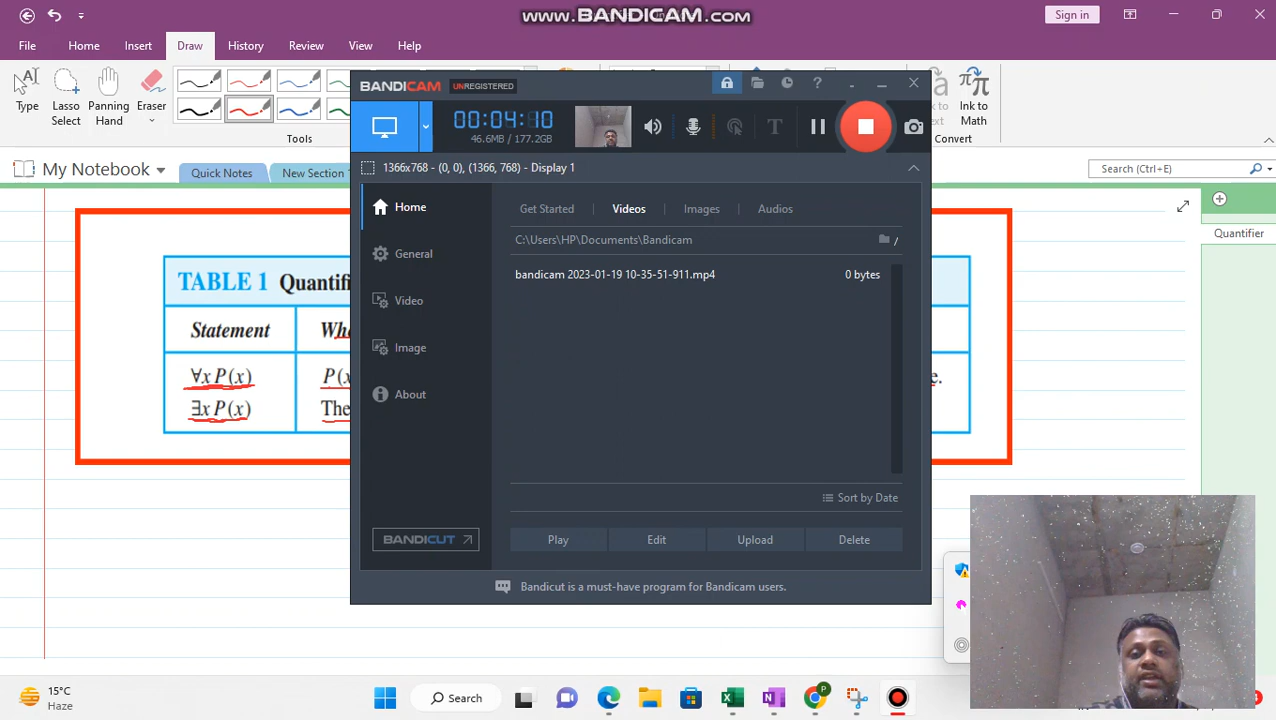 www.BANDICAM.com
Sign in
File Home Insert Draw History Review View Help
Type
Lasso Select
Panning Hand
Eraser
Tools
Ink to Math
Convert
My Notebook
Quick Notes
New Section
Search (Ctrl+E)
Quantifier
TABLE 1 Quantifi
Statement
∀x P(x)
∃x P(x)
The
BANDICAM UNREGISTERED
00:04:10
46.6MB / 177.2GB
1366x768 - (0, 0), (1366, 768) - Display 1
Home
General
Video
Image
About
BANDICUT
Get Started Videos Images Audios
C:\Users\HP\Documents\Bandicam
bandicam 2023-01-19 10-35-51-911.mp4 0 bytes
Sort by Date
Play Edit Upload Delete
Bandicut is a must-have program for Bandicam users.
15°C
Haze
Search